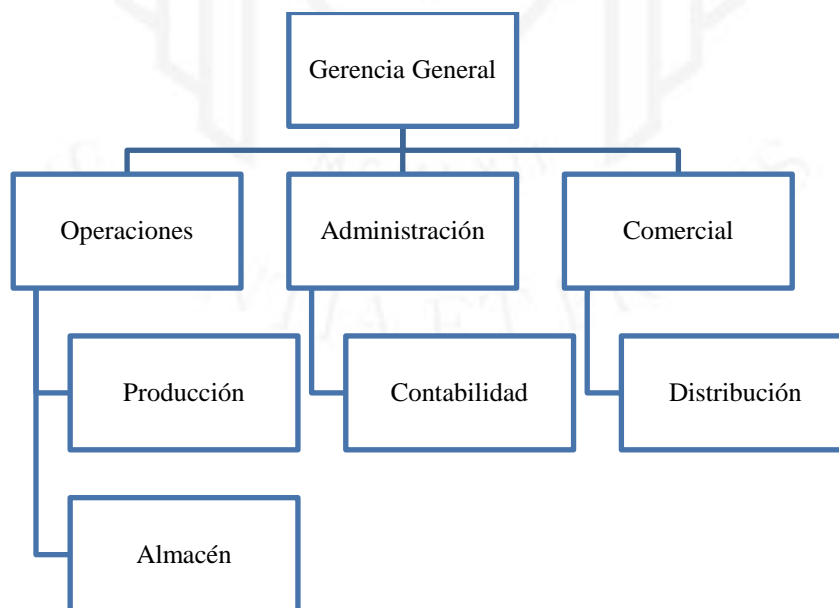 Gerencia General
Operaciones
Administración
Comercial
Producción
Contabilidad
Distribución
Almacén